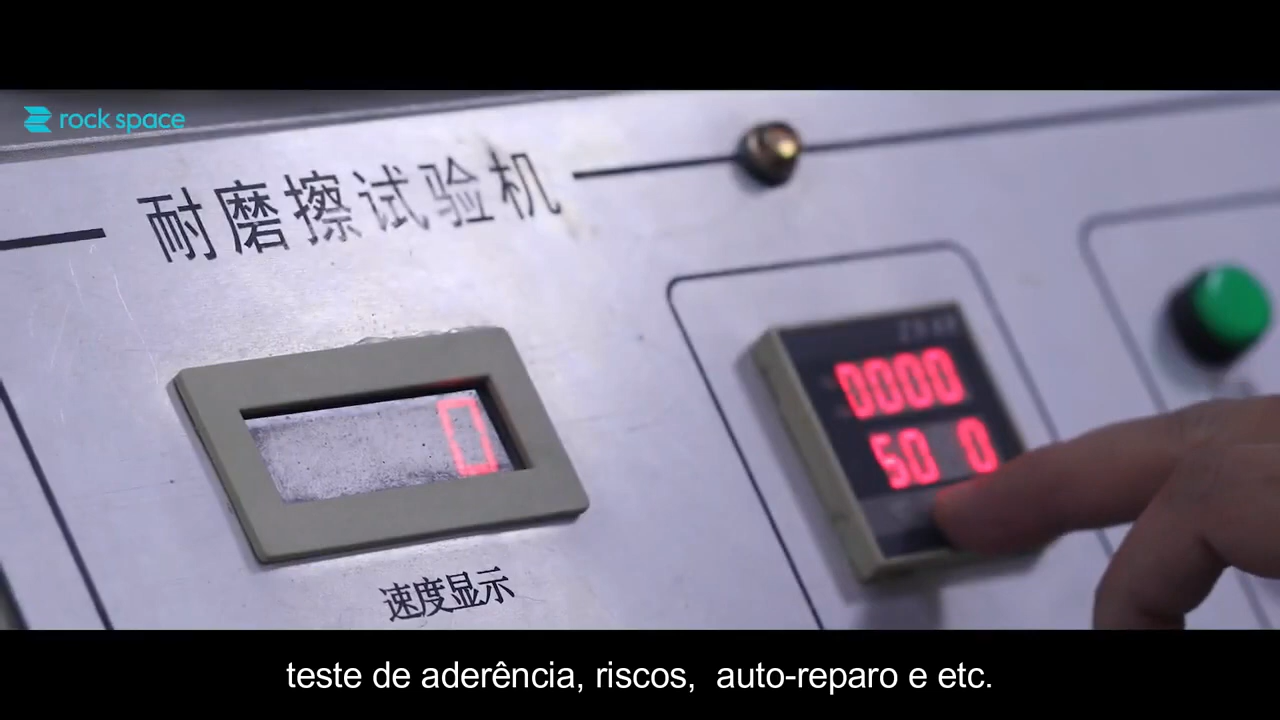 rock space
耐磨擦试验机
0000
50 0
0
速度显示
teste de aderência, riscos,  auto-reparo e etc.